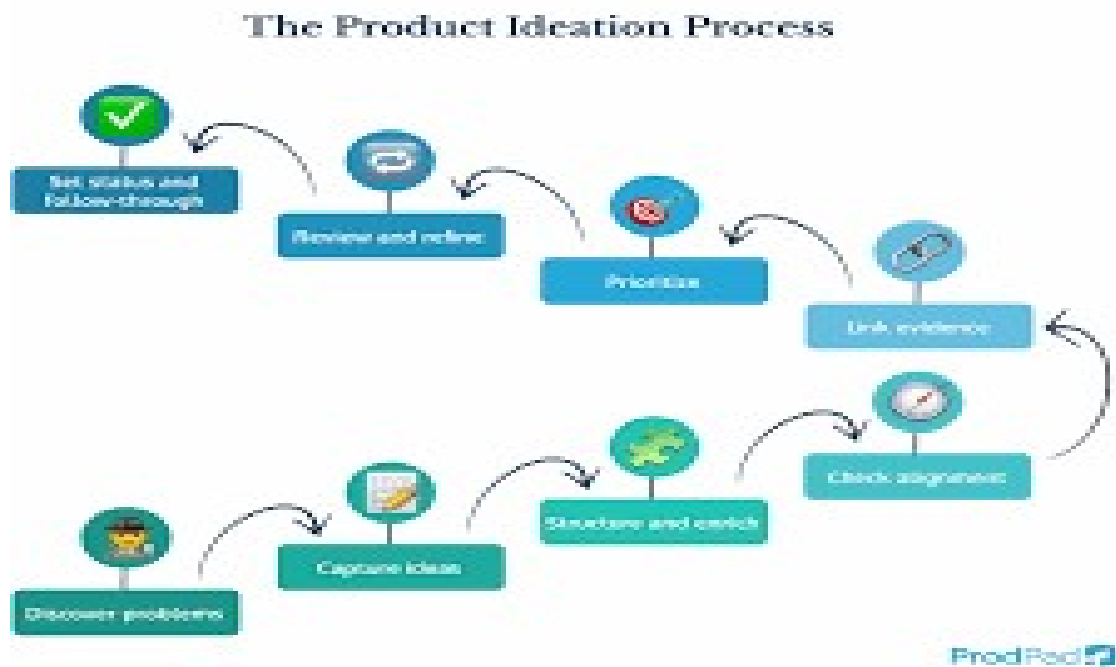 The Product Ideation Process
Set status and
follow-through
Review and refine
Prioritize
Link evidence
Check alignment
Structure and enrich
Capture ideas
Discover problems
ProdPad